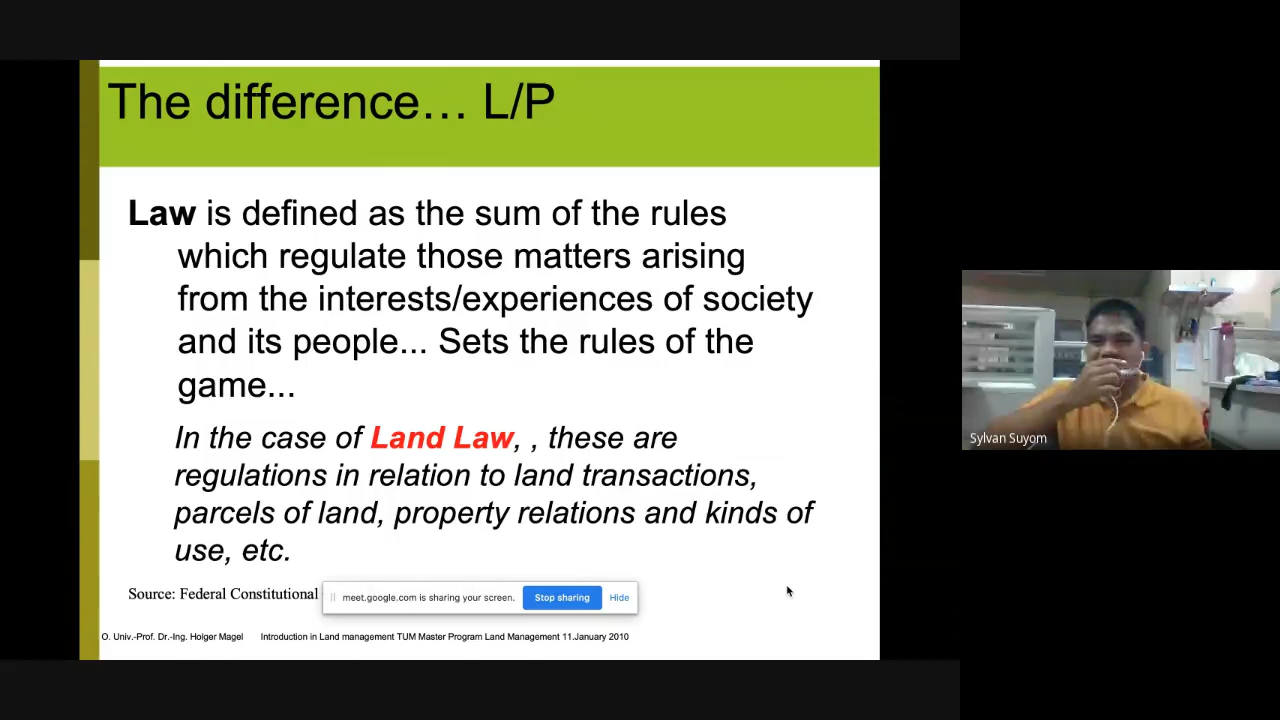 The difference… L/P
Law is defined as the sum of the rules
which regulate those matters arising
from the interests/experiences of society
and its people... Sets the rules of the
game...
In the case of Land Law, , these are
regulations in relation to land transactions,
parcels of land, property relations and kinds of
use, etc.
Source: Federal Constitutional
meet.google.com is sharing your screen.
Stop sharing
Hide
O. Univ.-Prof. Dr.-Ing. Holger Magel Introduction in Land management TUM Master Program Land Management 11.January 2010
Sylvan Suyom